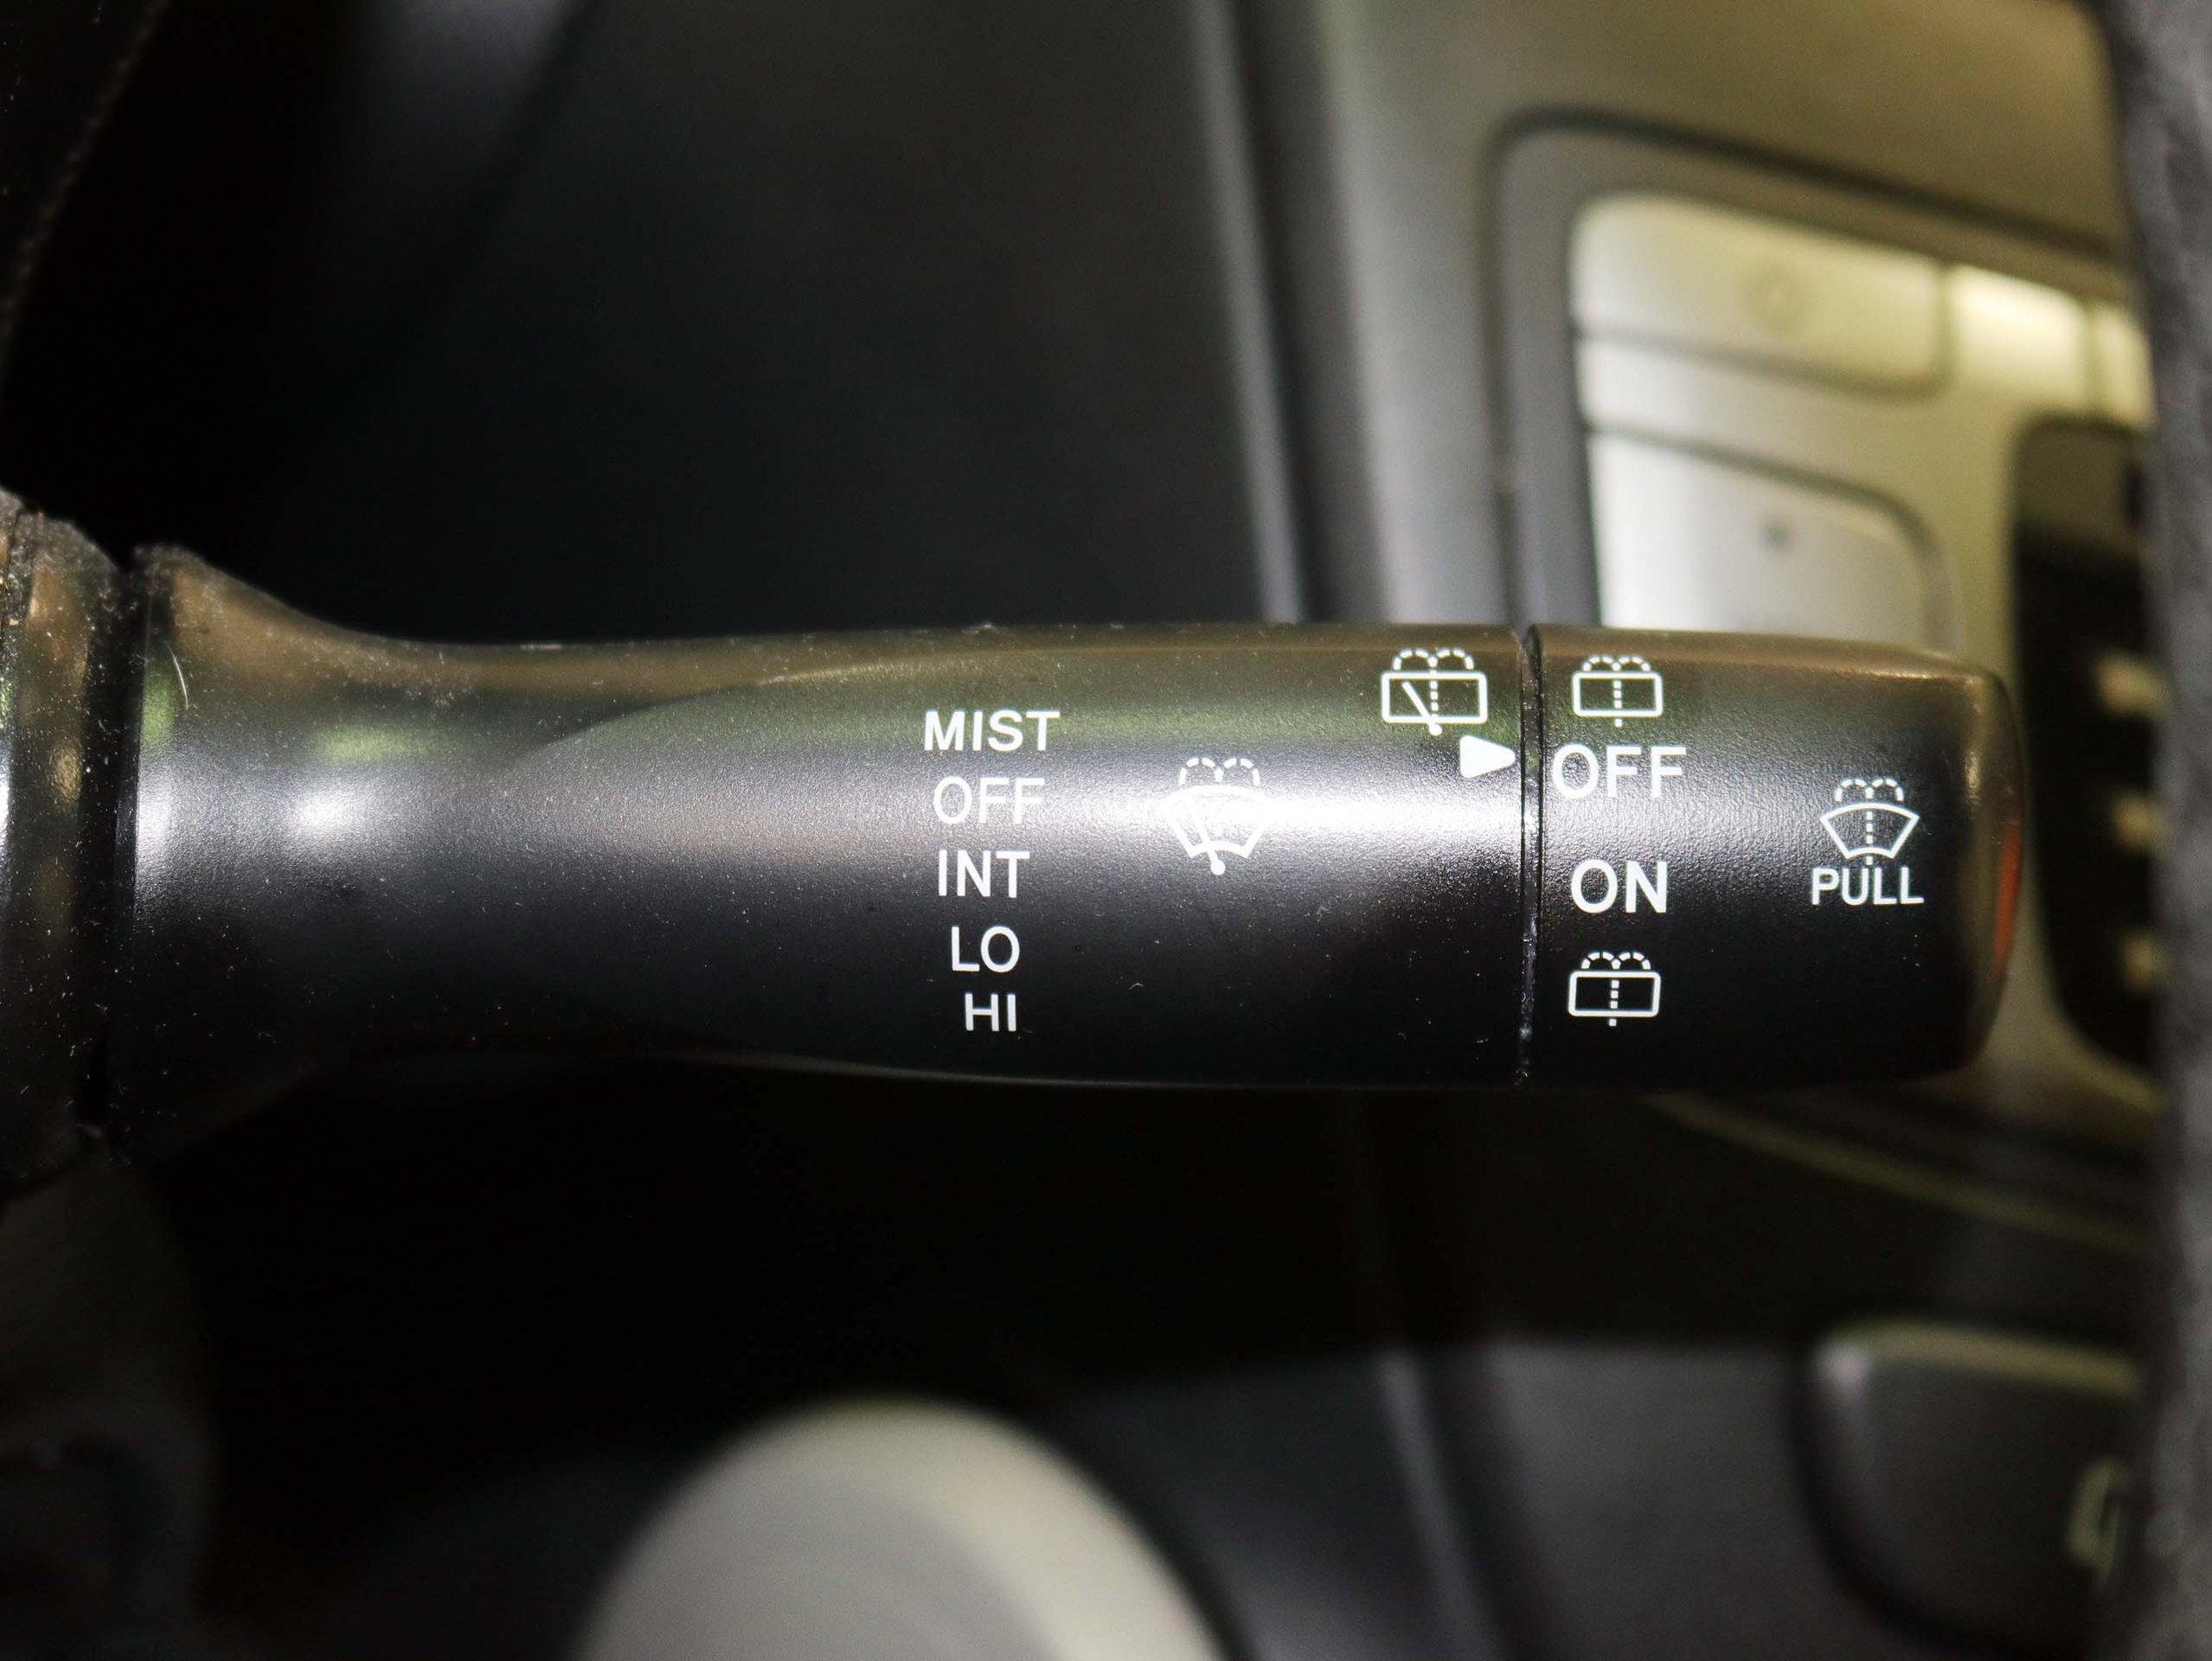 MIST
OFF
INT
LO
HI
OFF
ON
PULL